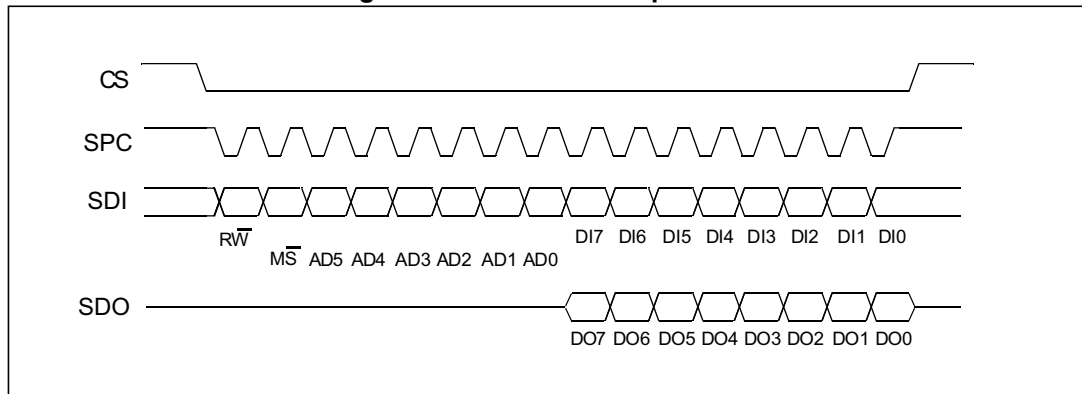 CS
SPC
SDI
RW̅
DI7 DI6 DI5 DI4 DI3 DI2 DI1 DI0
MS̅ AD5 AD4 AD3 AD2 AD1 AD0
SDO
DO7 DO6 DO5 DO4 DO3 DO2 DO1 DO0